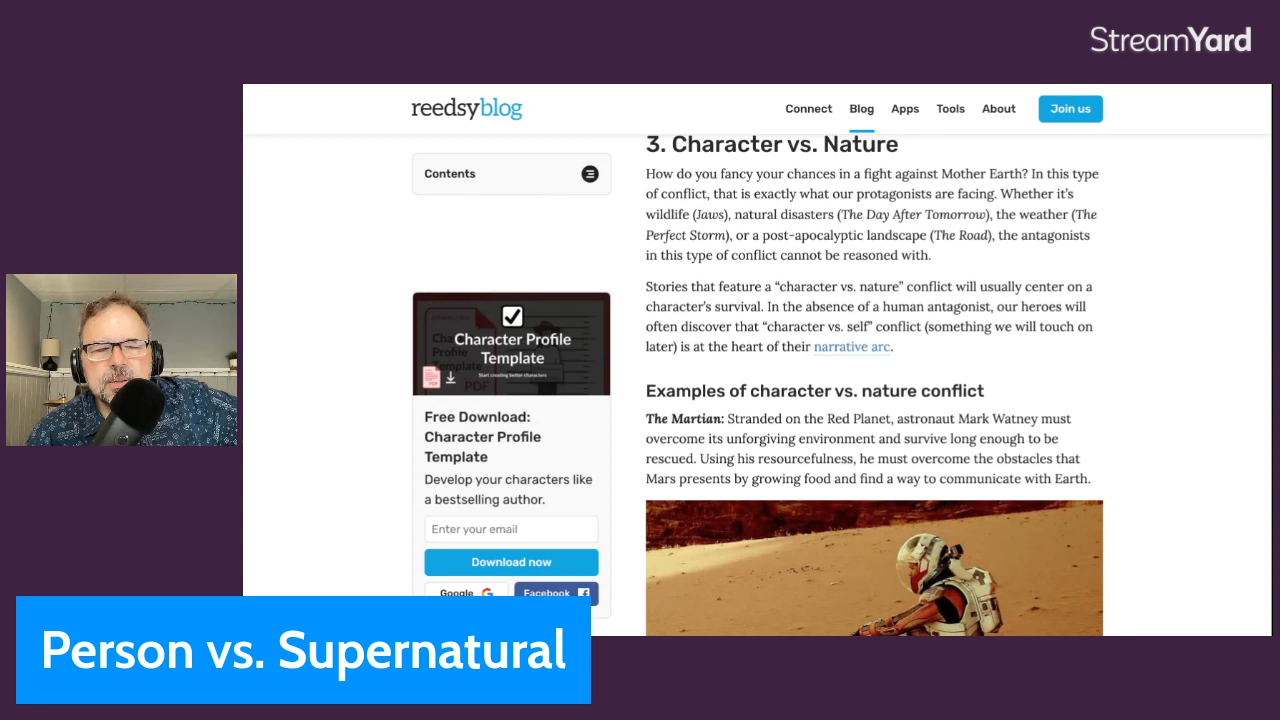 StreamYard
reedsyblog
Connect Blog Apps Tools About Join us
Contents
3. Character vs. Nature
How do you fancy your chances in a fight against Mother Earth? In this type
of conflict, that is exactly what our protagonists are facing. Whether it’s
wildlife (Jaws), natural disasters (The Day After Tomorrow), the weather (The
Perfect Storm), or a post-apocalyptic landscape (The Road), the antagonists
in this type of conflict cannot be reasoned with.
Stories that feature a “character vs. nature” conflict will usually center on a
character’s survival. In the absence of a human antagonist, our heroes will
often discover that “character vs. self” conflict (something we will touch on
later) is at the heart of their narrative arc.
Examples of character vs. nature conflict
The Martian: Stranded on the Red Planet, astronaut Mark Watney must
overcome its unforgiving environment and survive long enough to be
rescued. Using his resourcefulness, he must overcome the obstacles that
Mars presents by growing food and find a way to communicate with Earth.
Character Profile
Template
Start creating better characters
PDF
Free Download:
Character Profile
Template
Develop your characters like
a bestselling author.
Enter your email
Download now
Google Facebook
Person vs. Supernatural